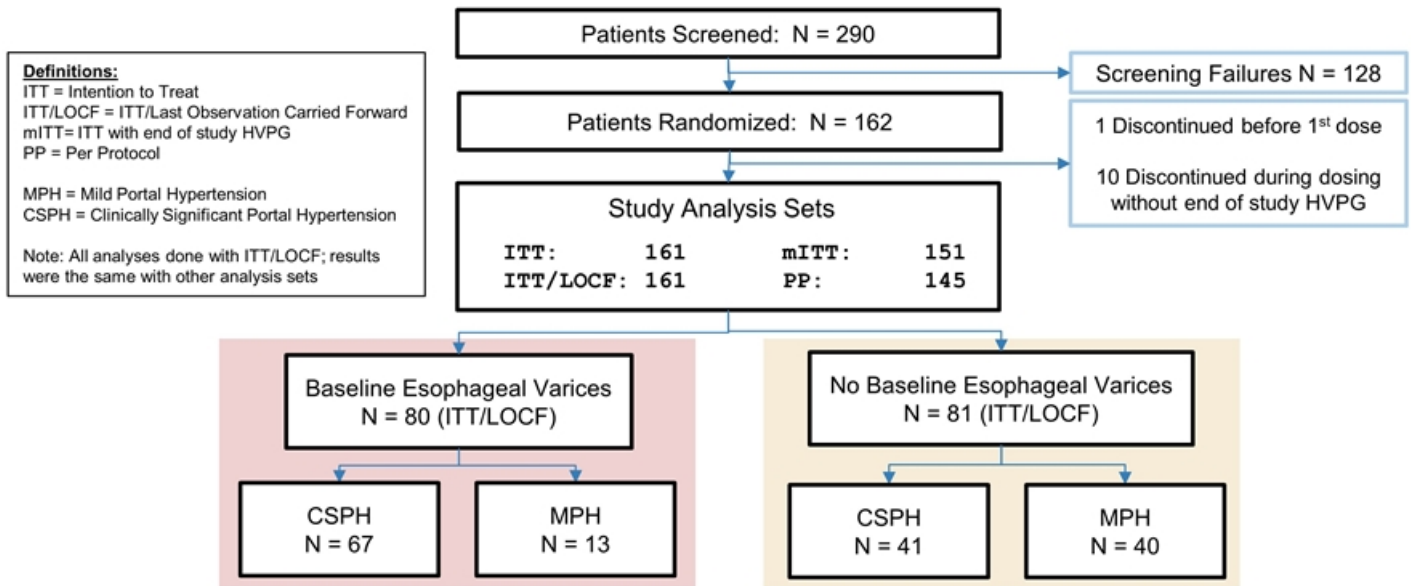 Patients Screened: N = 290
Definitions:
ITT = Intention to Treat
ITT/LOCF = ITT/Last Observation Carried Forward
mITT= ITT with end of study HVPG
PP = Per Protocol
MPH = Mild Portal Hypertension
CSPH = Clinically Significant Portal Hypertension
Note: All analyses done with ITT/LOCF; results
were the same with other analysis sets
Screening Failures N = 128
Patients Randomized: N = 162
1 Discontinued before 1st dose
10 Discontinued during dosing
without end of study HVPG
Study Analysis Sets
ITT: 161 mITT: 151
ITT/LOCF: 161 PP: 145
Baseline Esophageal Varices
N = 80 (ITT/LOCF)
No Baseline Esophageal Varices
N = 81 (ITT/LOCF)
CSPH
N = 67
MPH
N = 13
CSPH
N = 41
MPH
N = 40